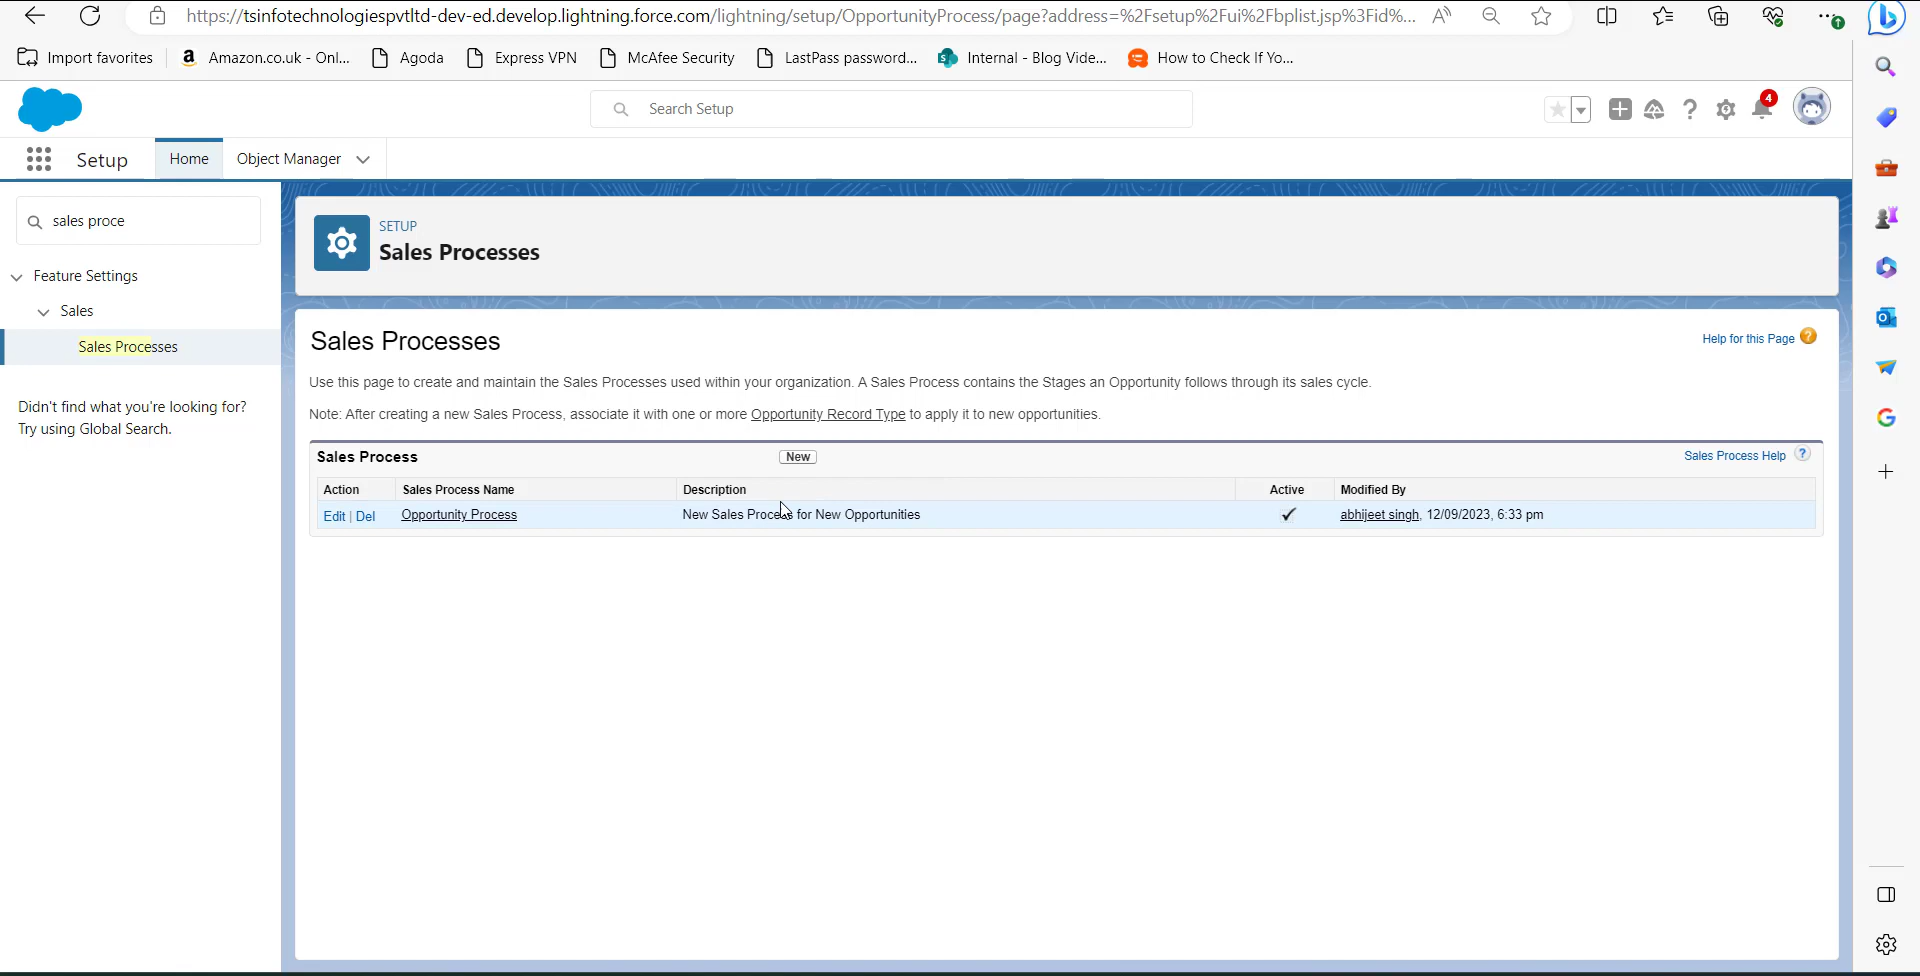 https://tsinfotechnologiespvtltd-dev-ed.develop.lightning.force.com/lightning/setup/OpportunityProcess/page?address=%2Fsetup%2Fui%2Fbplist.jsp%3Fid%...
Import favorites
Amazon.co.uk - Onl...
Agoda
Express VPN
McAfee Security
LastPass password...
Internal - Blog Vide...
How to Check If Yo...
Search Setup
4
Setup
Home
Object Manager
sales proce
Feature Settings
Sales
Sales Processes
Didn't find what you're looking for?
Try using Global Search.
SETUP
Sales Processes
Sales Processes
Help for this Page ?
Use this page to create and maintain the Sales Processes used within your organization. A Sales Process contains the Stages an Opportunity follows through its sales cycle.
Note: After creating a new Sales Process, associate it with one or more Opportunity Record Type to apply it to new opportunities.
Sales Process
New
Sales Process Help ?
Action Sales Process Name Description Active Modified By
Edit | Del Opportunity Process New Sales Process for New Opportunities ✓ abhijeet singh, 12/09/2023, 6:33 pm